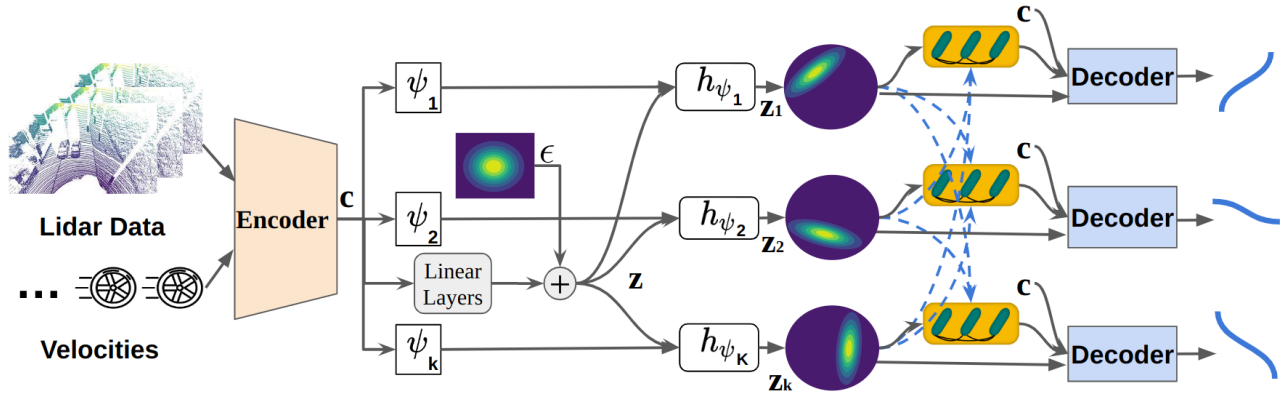 Lidar Data
...
Velocities
Encoder
c
ψ1
ψ2
ψk
Linear
Layers
ϵ
+
z
hψ1
hψ2
hψK
z1
z2
zk
c
Decoder
c
Decoder
c
Decoder